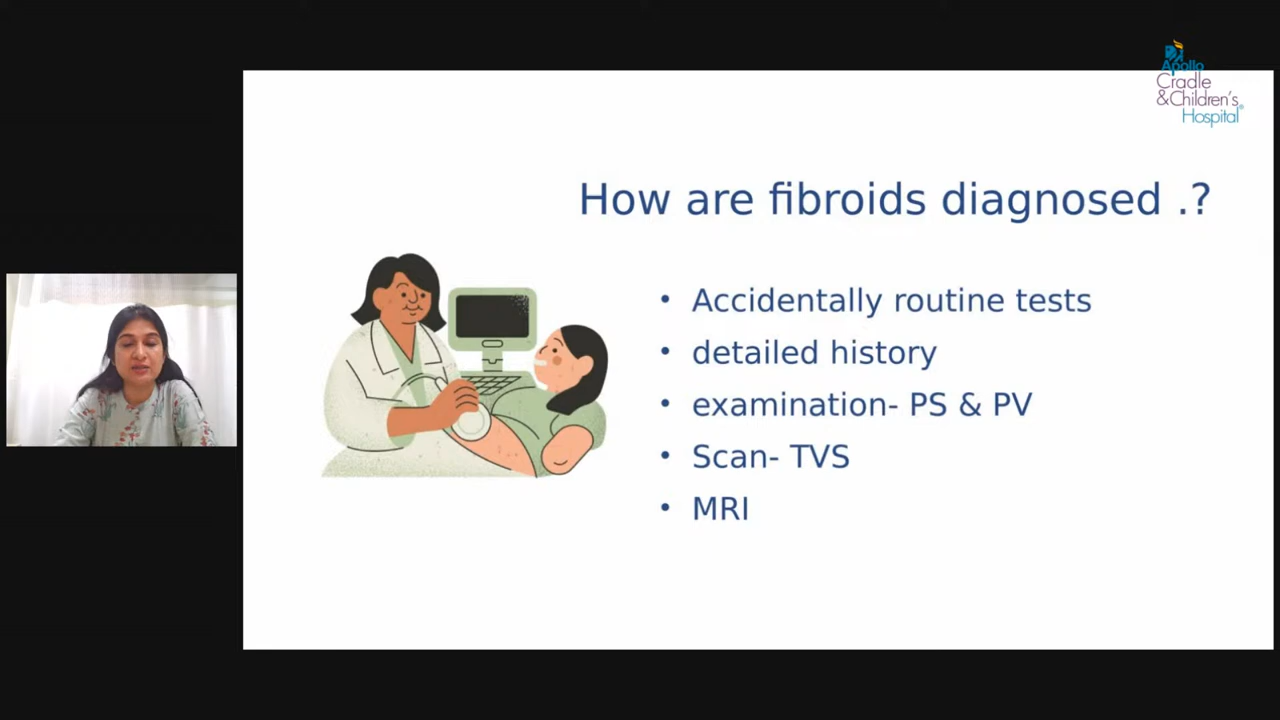 Apollo
Cradle
&Children's
Hospital®
How are fibroids diagnosed .?
• Accidentally routine tests
• detailed history
• examination- PS & PV
• Scan- TVS
• MRI